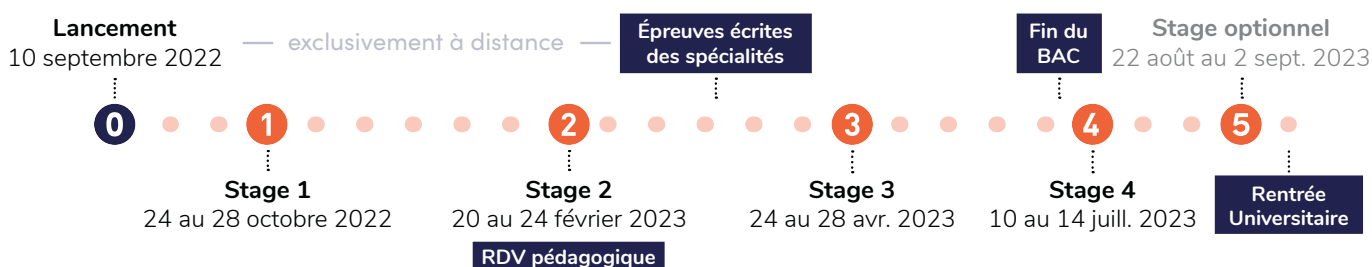 Lancement
10 septembre 2022
exclusivement à distance
Épreuves écrites
des spécialités
Fin du
BAC
Stage optionnel
22 août au 2 sept. 2023
0
1
2
3
4
5
Stage 1
24 au 28 octobre 2022
Stage 2
20 au 24 février 2023
RDV pédagogique
Stage 3
24 au 28 avr. 2023
Stage 4
10 au 14 juill. 2023
Rentrée
Universitaire